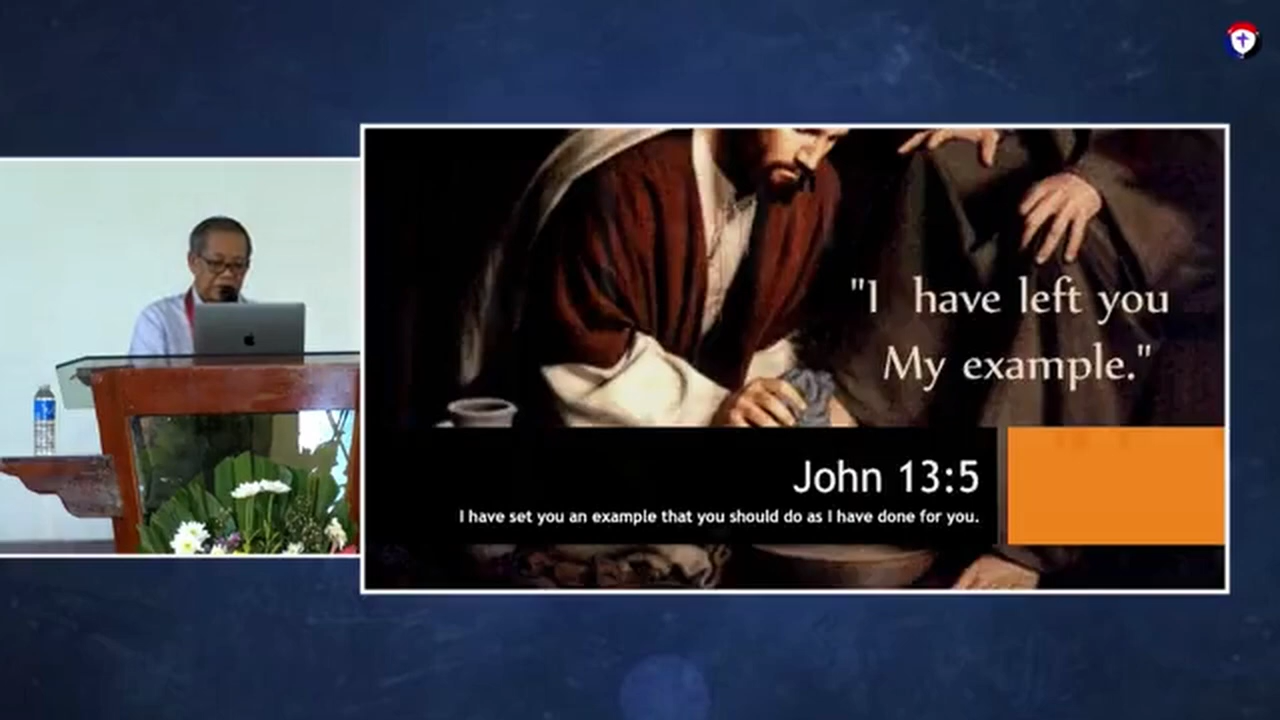 "I have left you
My example."
John 13:5
I have set you an example that you should do as I have done for you.